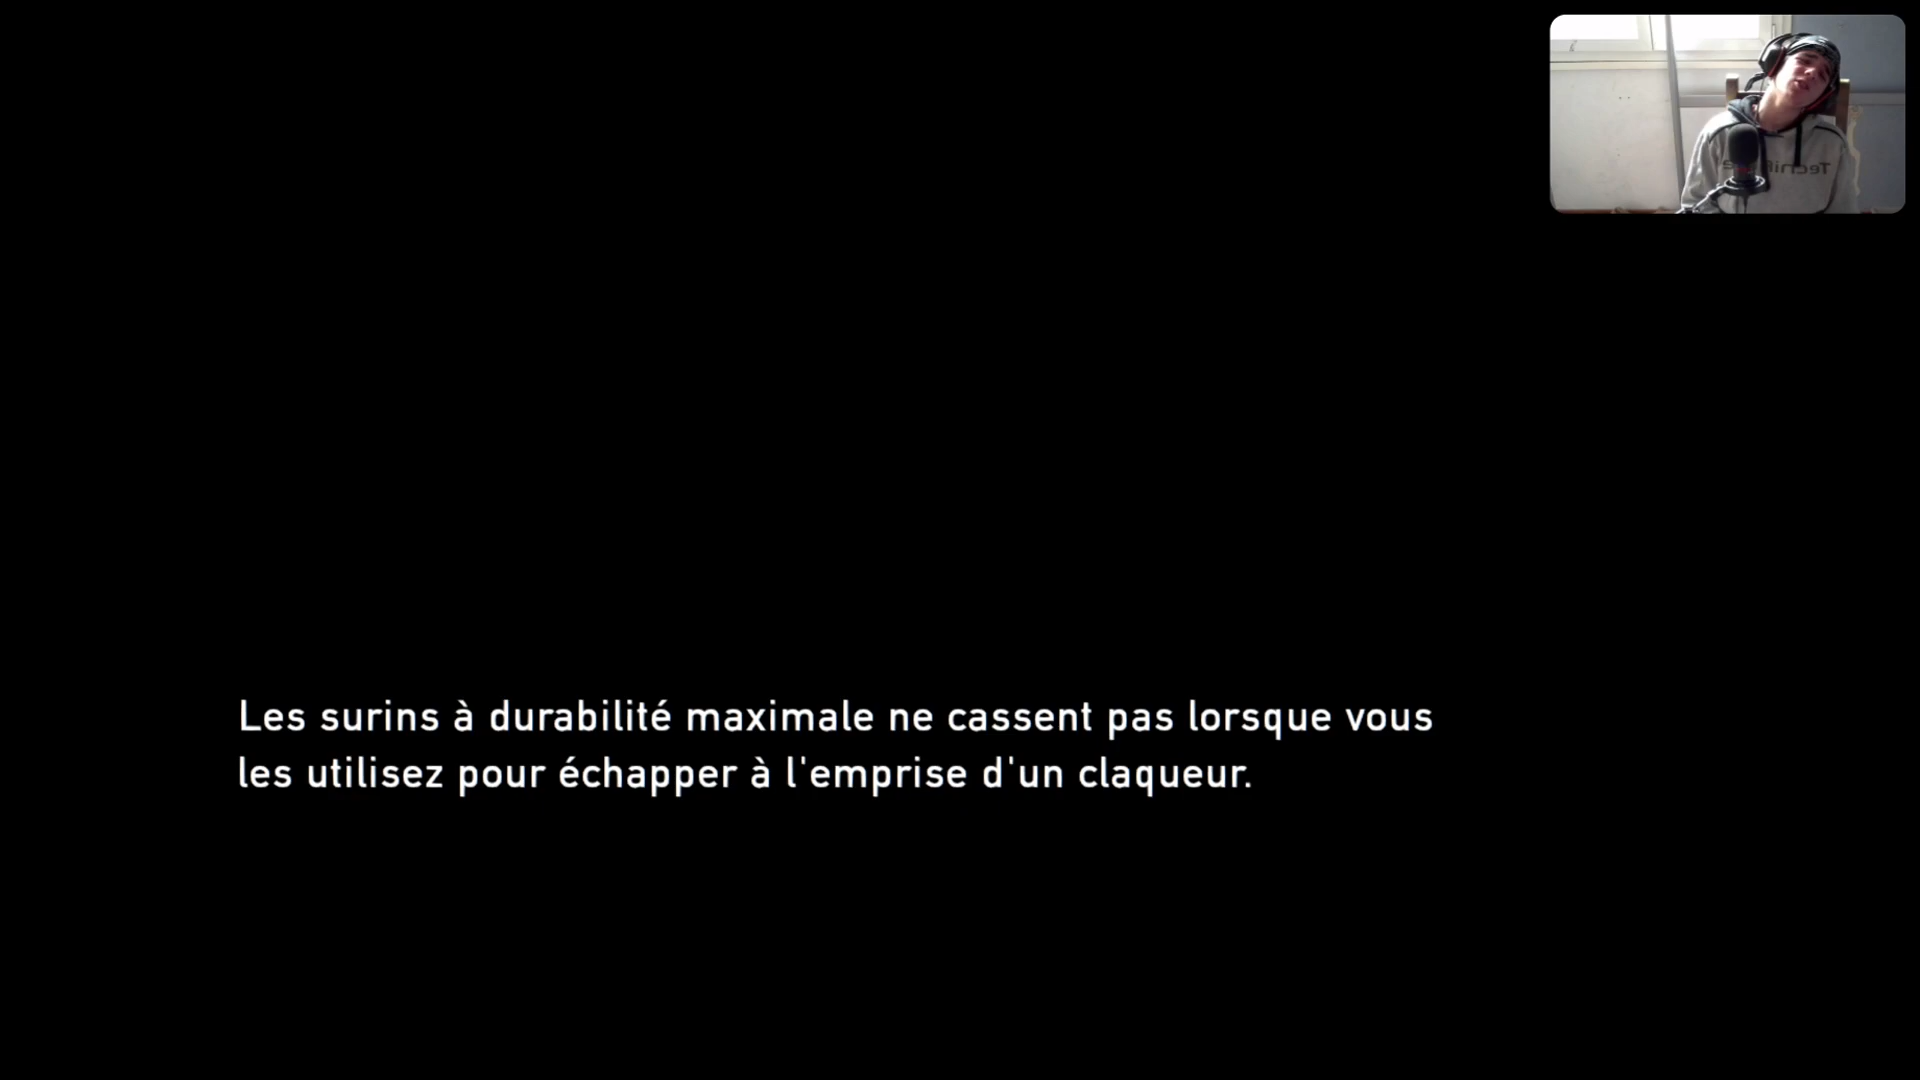 Les surins à durabilité maximale ne cassent pas lorsque vous
les utilisez pour échapper à l'emprise d'un claqueur.